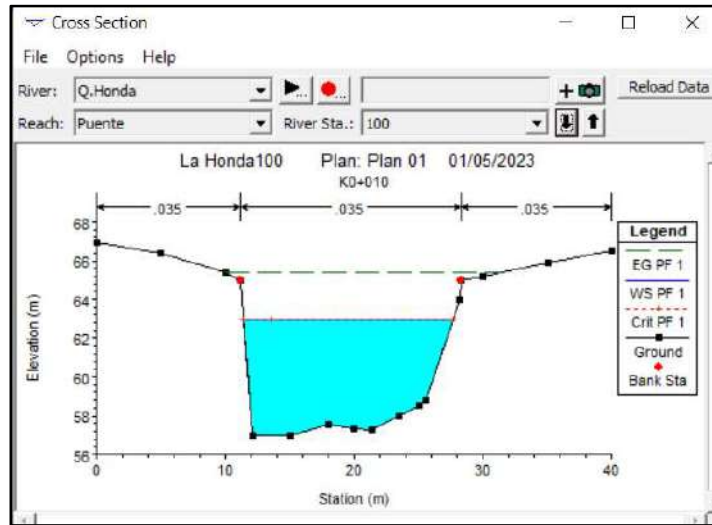 Cross Section
File Options Help
River: Q.Honda Reload Data
Reach: Puente River Sta.: 100
La Honda100 Plan: Plan 01 01/05/2023
K0+010
.035 .035 .035
Legend
EG PF 1
WS PF 1
Crit PF 1
Ground
Bank Sta
68
66
64
62
60
58
56
Elevation (m)
0 10 20 30 40
Station (m)